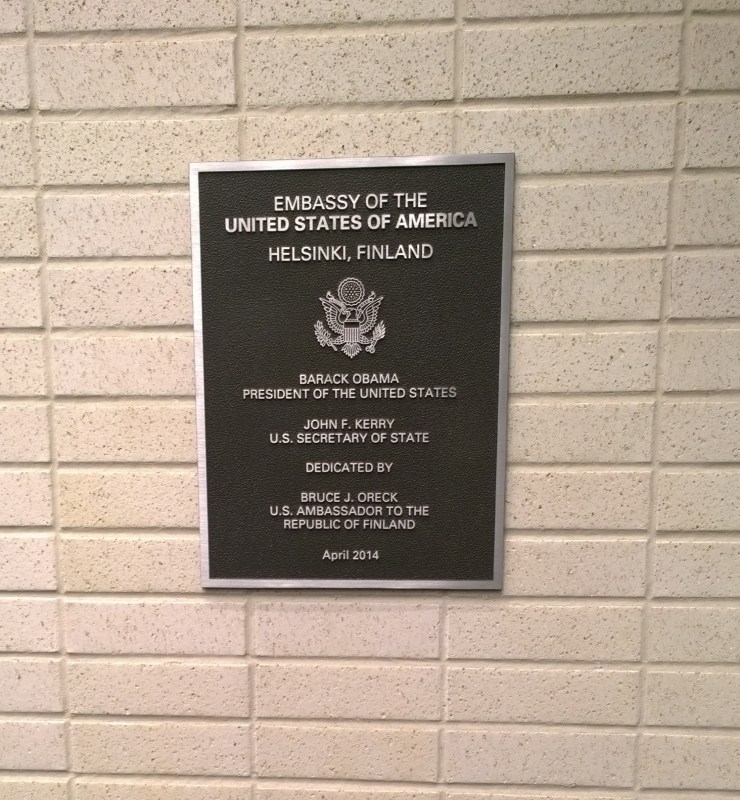 EMBASSY OF THE
UNITED STATES OF AMERICA
HELSINKI, FINLAND
BARACK OBAMA
PRESIDENT OF THE UNITED STATES
JOHN F. KERRY
U.S. SECRETARY OF STATE
DEDICATED BY
BRUCE J. ORECK
U.S. AMBASSADOR TO THE
REPUBLIC OF FINLAND
April 2014